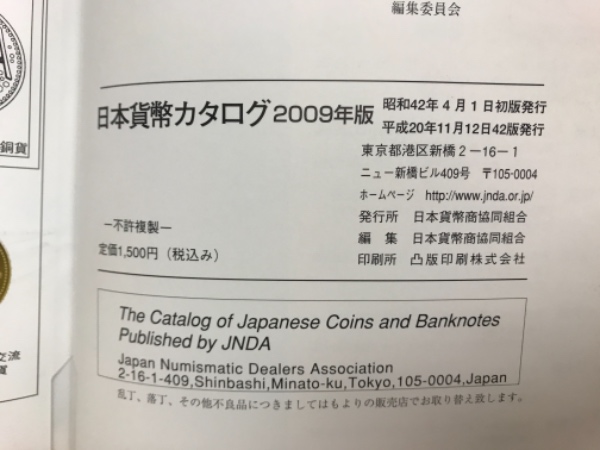 編集委員会
日本貨幣カタログ2009年版
昭和42年4月1日初版発行
平成20年11月12日42版発行
東京都港区新橋2-16-1
ニュー新橋ビル409号 〒105-0004
ホームページ http://www.jnda.or.jp/
発行所 日本貨幣商協同組合
編集 日本貨幣商協同組合
印刷所 凸版印刷株式会社
―不許複製―
定価1,500円（税込み）
The Catalog of Japanese Coins and Banknotes
Published by JNDA
Japan Numismatic Dealers Association
2-16-1-409,Shinbashi,Minato-ku,Tokyo,105-0004,Japan
乱丁、落丁、その他不良品につきましてはもよりの販売店でお取り替え致します。
銅貨
交流
貨